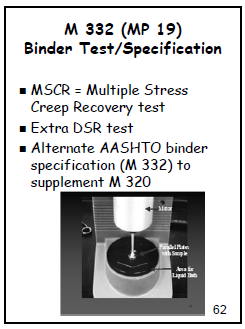 M 332 (MP 19)
Binder Test/Specification
■ MSCR = Multiple Stress
Creep Recovery test
■ Extra DSR test
■ Alternate AASHTO binder
specification (M 332) to
supplement M 320
Motor
Parallel Plates
with Sample
Area for
Liquid Bath
62